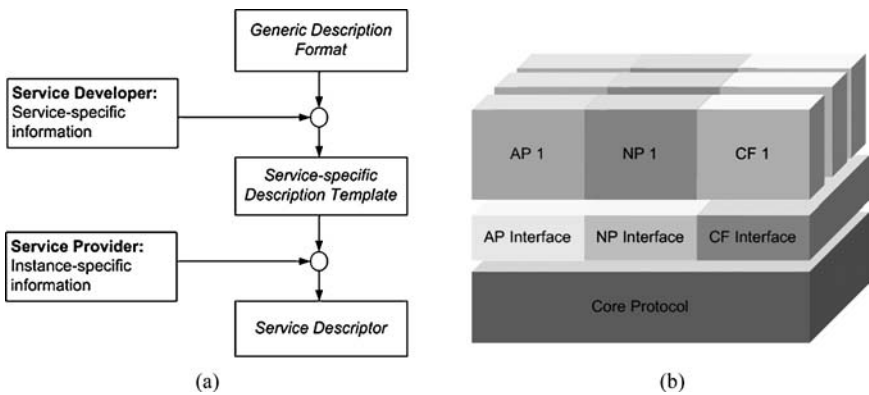 Generic Description
Format
Service Developer:
Service-specific
information
Service-specific
Description Template
Service Provider:
Instance-specific
information
Service Descriptor
(a)
AP 1
NP 1
CF 1
AP Interface
NP Interface
CF Interface
Core Protocol
(b)